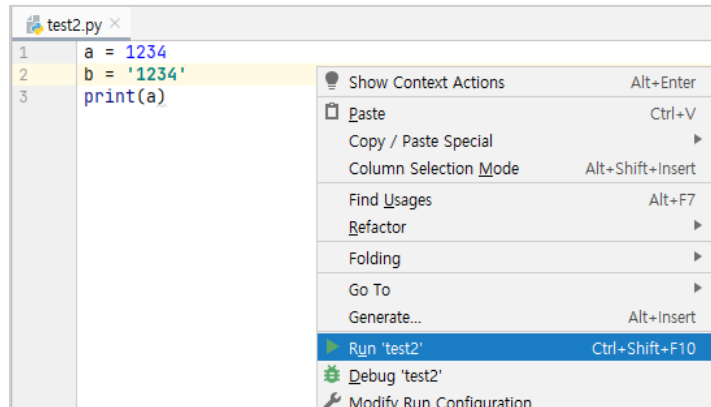 test2.py
1 a = 1234
2 b = '1234'
3 print(a)
Show Context Actions Alt+Enter
Paste Ctrl+V
Copy / Paste Special
Column Selection Mode Alt+Shift+Insert
Find Usages Alt+F7
Refactor
Folding
Go To
Generate... Alt+Insert
Run 'test2' Ctrl+Shift+F10
Debug 'test2'
Modify Run Configuration